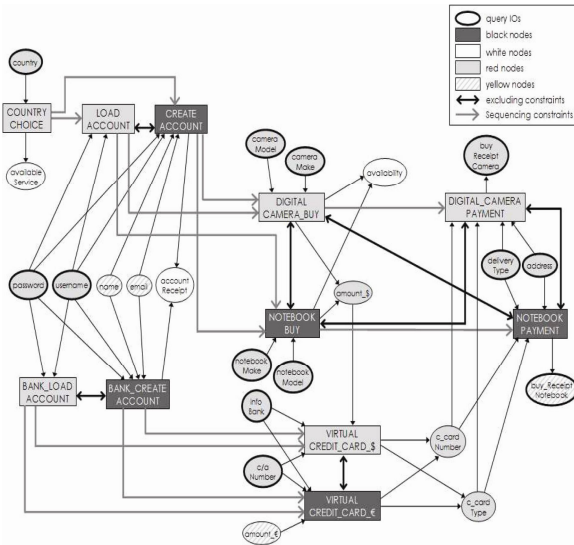 query IOs
black nodes
white nodes
red nodes
yellow nodes
excluding constraints
Sequencing constraints
country
COUNTRY
CHOICE
LOAD
ACCOUNT
CREATE
ACCOUNT
available
Service
camera
Model
camera
Make
availability
buy
Receipt
Camera
DIGITAL
CAMERA_BUY
DIGITAL_CAMERA
PAYMENT
password
username
name
email
account
Receipt
delivery
Type
address
amount_$
NOTEBOOK
BUY
NOTEBOOK
PAYMENT
notebook
Make
notebook
Model
BANK_LOAD
ACCOUNT
BANK_CREATE
ACCOUNT
buy_Receipt
Notebook
info
Bank
VIRTUAL
CREDIT_CARD_$
c_card
Number
c/a
Number
VIRTUAL
CREDIT_CARD_€
c_card
Type
amount_€